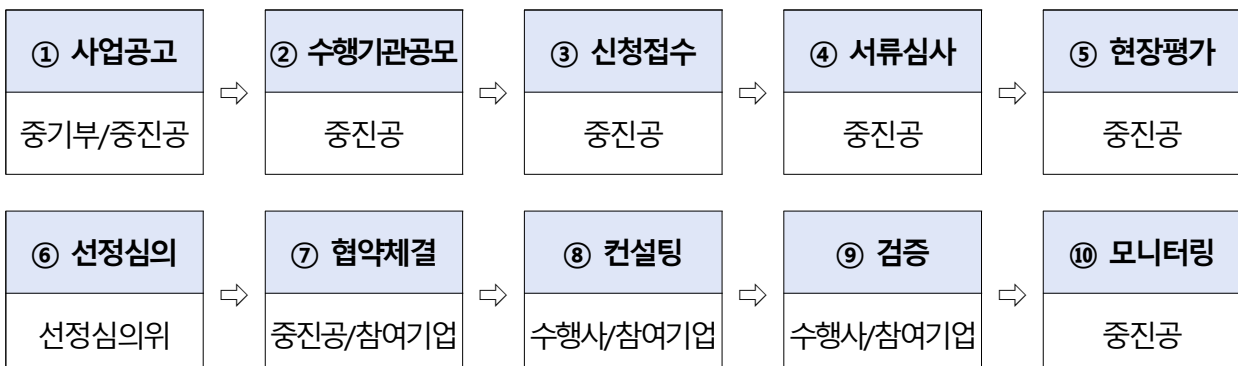 ① 사업공고 ⇨ ② 수행기관공모 ⇨ ③ 신청접수 ⇨ ④ 서류심사 ⇨ ⑤ 현장평가
중기부/중진공 중진공 중진공 중진공 중진공
⑥ 선정심의 ⇨ ⑦ 협약체결 ⇨ ⑧ 컨설팅 ⇨ ⑨ 검증 ⇨ ⑩ 모니터링
선정심의위 중진공/참여기업 수행사/참여기업 수행사/참여기업 중진공